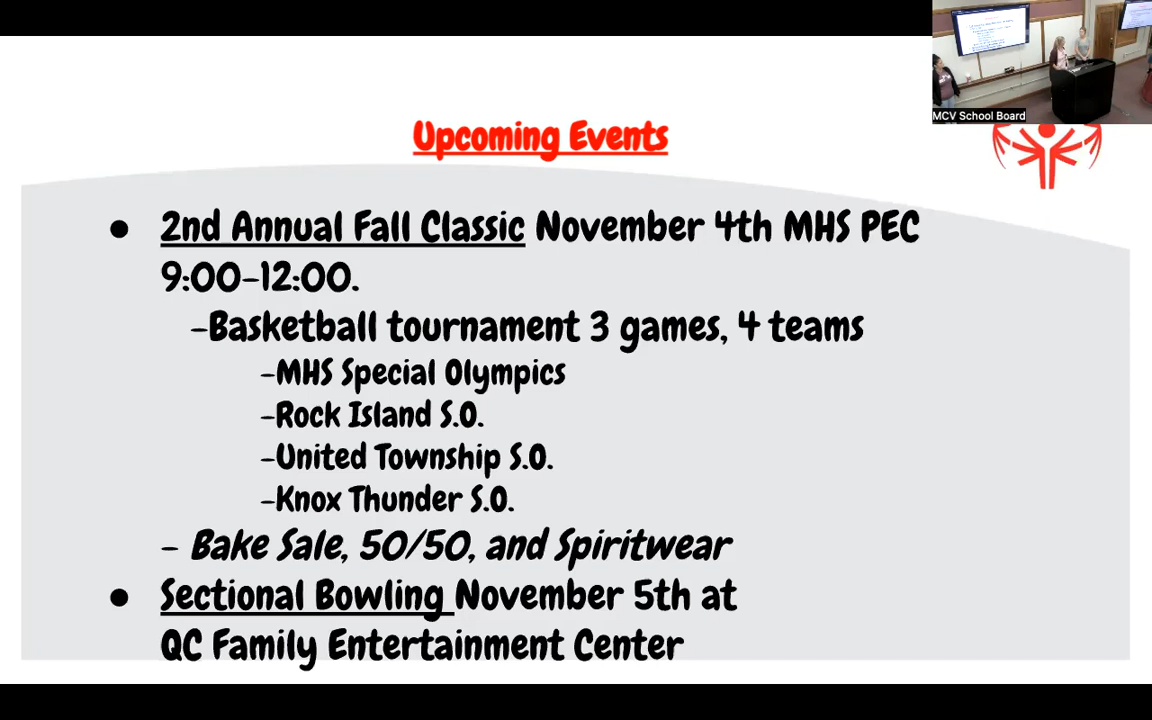 MCV School Board
Upcoming Events
● 2nd Annual Fall Classic November 4th MHS PEC
9:00-12:00.
-Basketball tournament 3 games, 4 teams
-MHS Special Olympics
-Rock Island S.O.
-United Township S.O.
-Knox Thunder S.O.
- Bake Sale, 50/50, and Spiritwear
● Sectional Bowling November 5th at
QC Family Entertainment Center